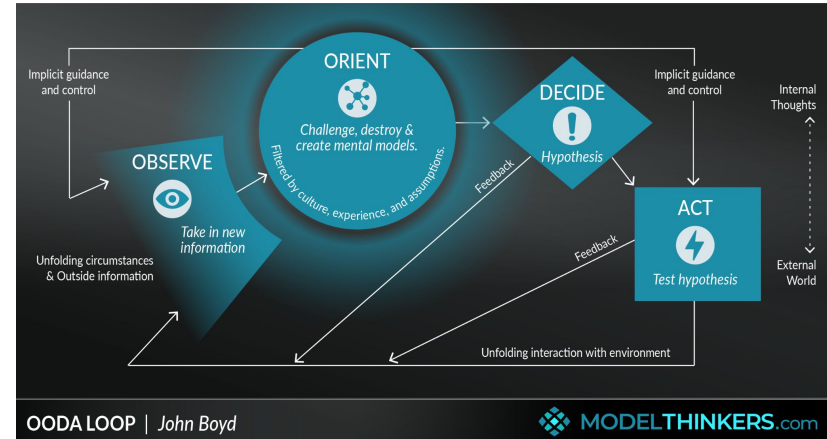 Implicit guidance
and control
ORIENT
Challenge, destroy &
create mental models.
Filtered by culture, experience, and assumptions.
DECIDE
Hypothesis
Implicit guidance
and control
Internal
Thoughts
OBSERVE
Take in new
information
Feedback
ACT
Test hypothesis
Feedback
Unfolding circumstances
& Outside information
External
World
Unfolding interaction with environment
OODA LOOP | John Boyd
MODELTHINKERS.com